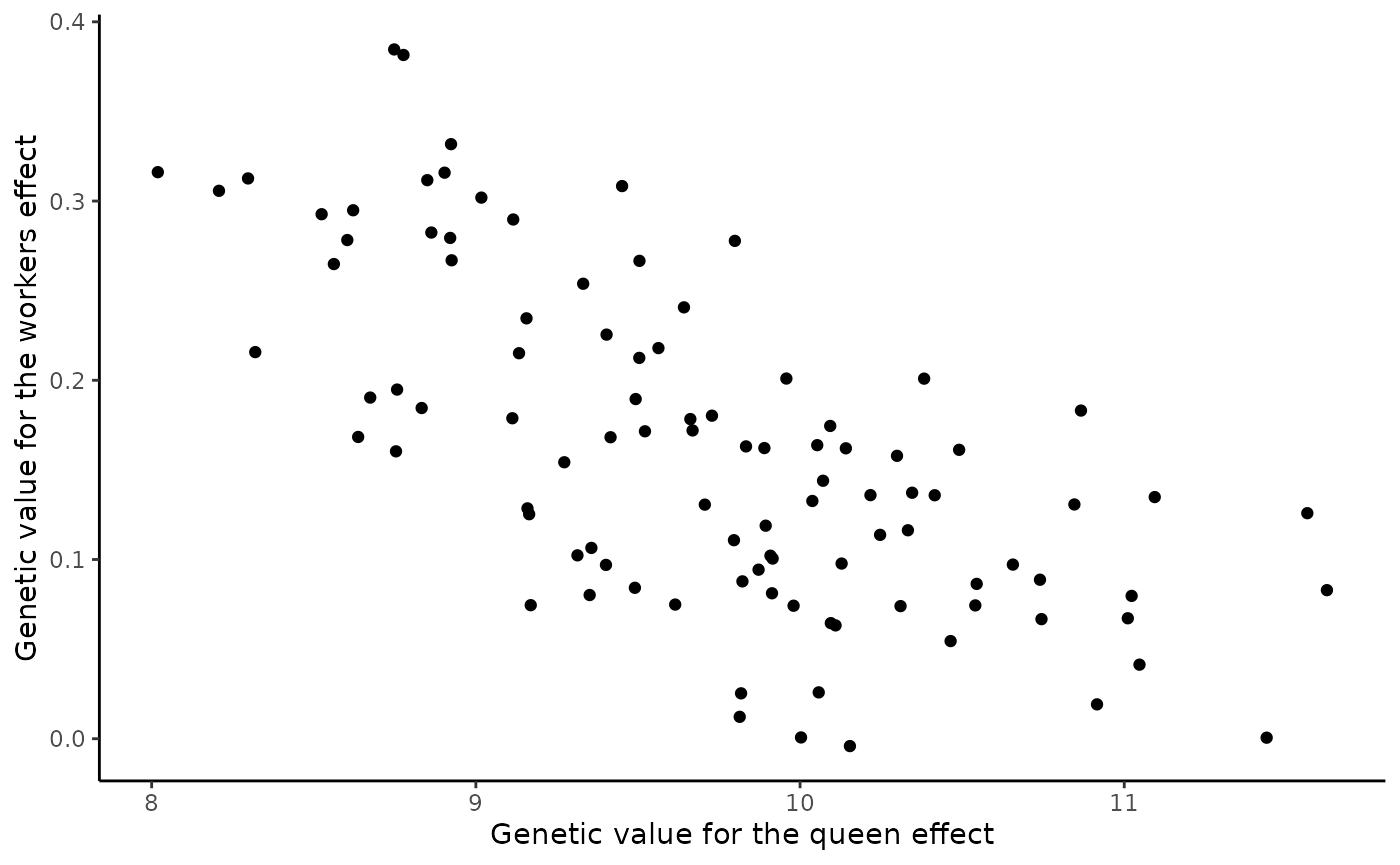 0.4
0.3
0.2
0.1
0.0
Genetic value for the workers effect
8 9 10 11
Genetic value for the queen effect